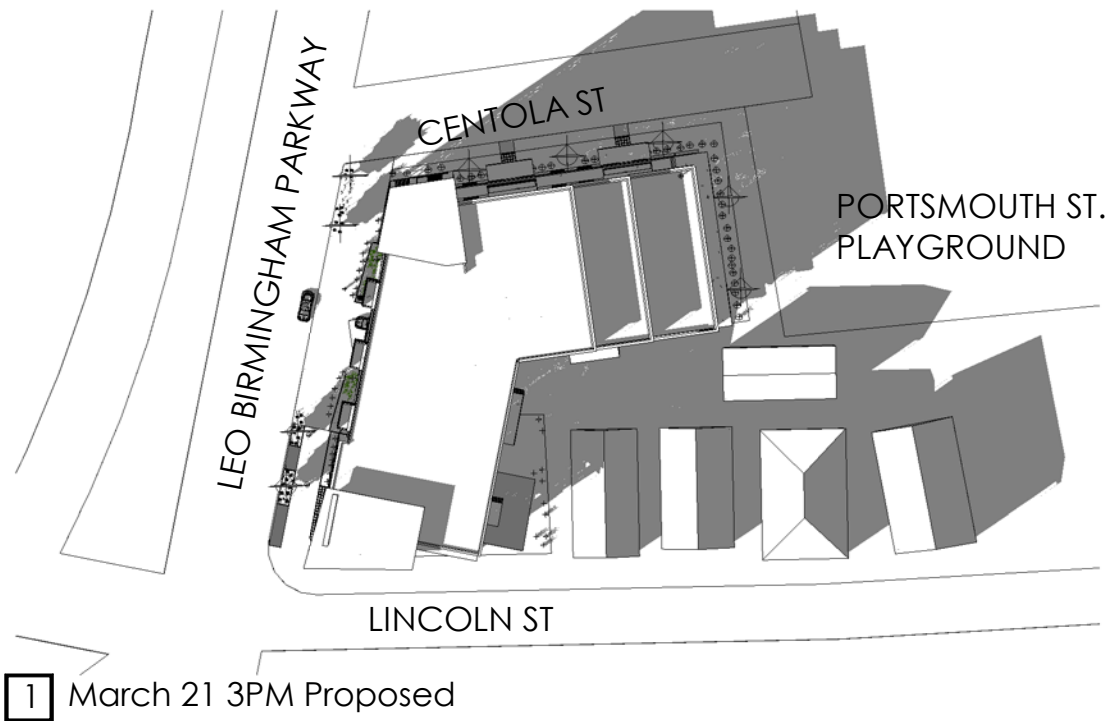 CENTOLA ST
LEO BIRMINGHAM PARKWAY
PORTSMOUTH ST.
PLAYGROUND
LINCOLN ST
1 March 21 3PM Proposed